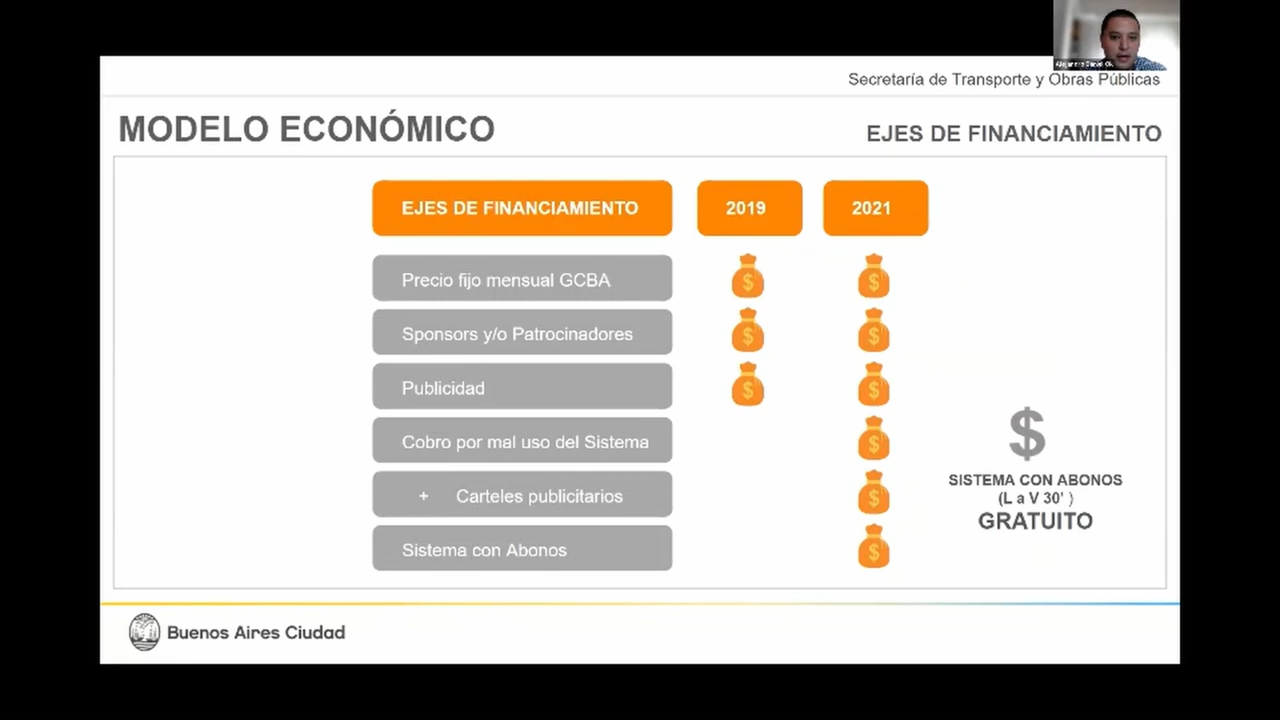 Alejandro Daniel
Secretaría de Transporte y Obras Públicas
MODELO ECONÓMICO
EJES DE FINANCIAMIENTO
EJES DE FINANCIAMIENTO 2019 2021
Precio fijo mensual GCBA
Sponsors y/o Patrocinadores
Publicidad
Cobro por mal uso del Sistema
+ Carteles publicitarios
Sistema con Abonos
$
SISTEMA CON ABONOS
(L a V 30' )
GRATUITO
Buenos Aires Ciudad